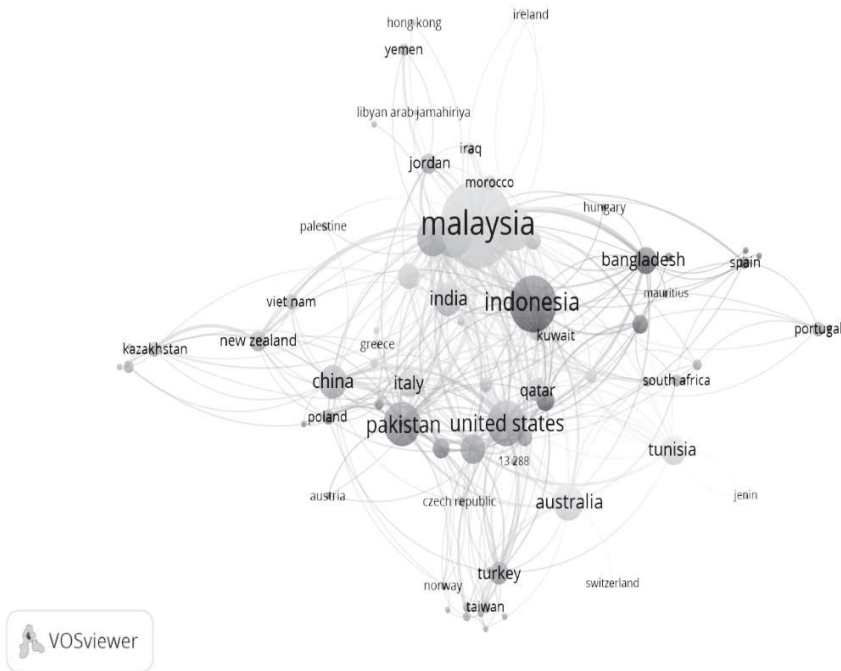 ireland
hong kong
yemen
libyan arab jamahiriya
iraq
jordan
morocco
hungary
palestine
malaysia
bangladesh
spain
mauritius
viet nam
india
indonesia
portugal
kuwait
new zealand
greece
kazakhstan
china
italy
qatar
south africa
poland
pakistan
united states
tunisia
13 288
austria
czech republic
australia
jenin
turkey
norway
switzerland
taiwan
VOSviewer